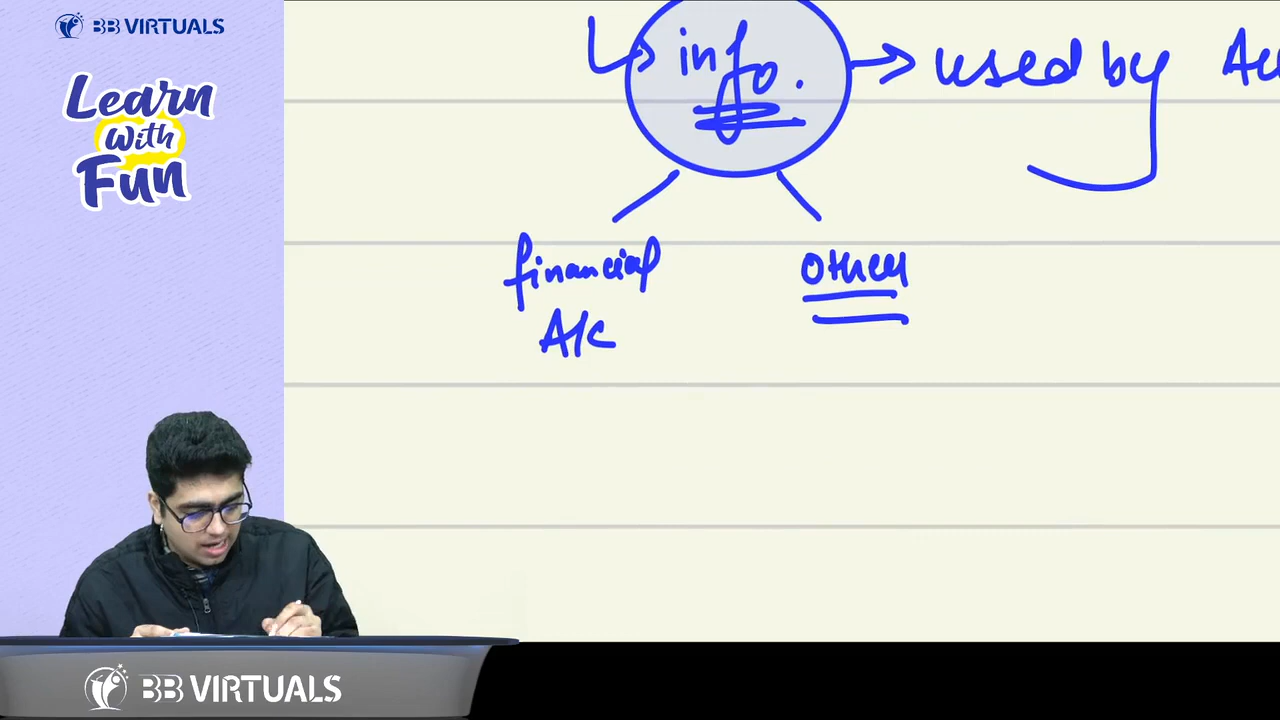 BB VIRTUALS
Learn
With
Fun
info. → used by
financial other
A/c
BB VIRTUALS